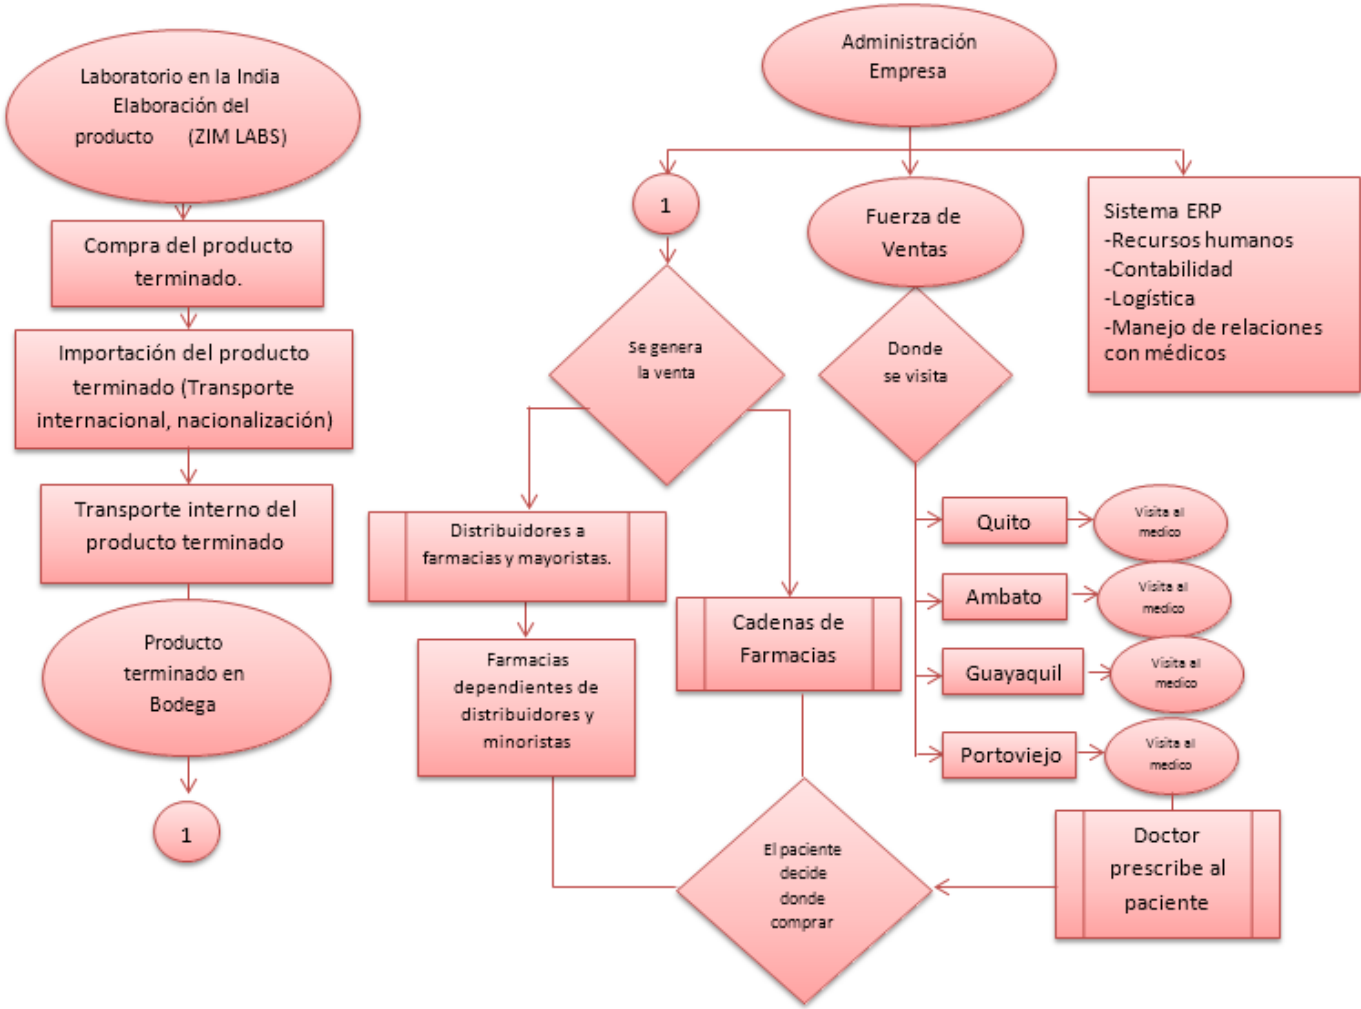 Laboratorio en la India
Elaboración del
producto (ZIM LABS)
Compra del producto
terminado.
Importación del producto
terminado (Transporte
internacional, nacionalización)
Transporte interno del
producto terminado
Producto
terminado en
Bodega
1
Administración
Empresa
1
Se genera
la venta
Distribuidores a
farmacias y mayoristas.
Farmacias
dependientes de
distribuidores y
minoristas
Cadenas de
Farmacias
Fuerza de
Ventas
Donde
se visita
Quito
Visita al
medico
Ambato
Visita al
medico
Guayaquil
Visita al
medico
Portoviejo
Visita al
medico
Doctor
prescribe al
paciente
El paciente
decide
donde
comprar
Sistema ERP
-Recursos humanos
-Contabilidad
-Logística
-Manejo de relaciones
con médicos